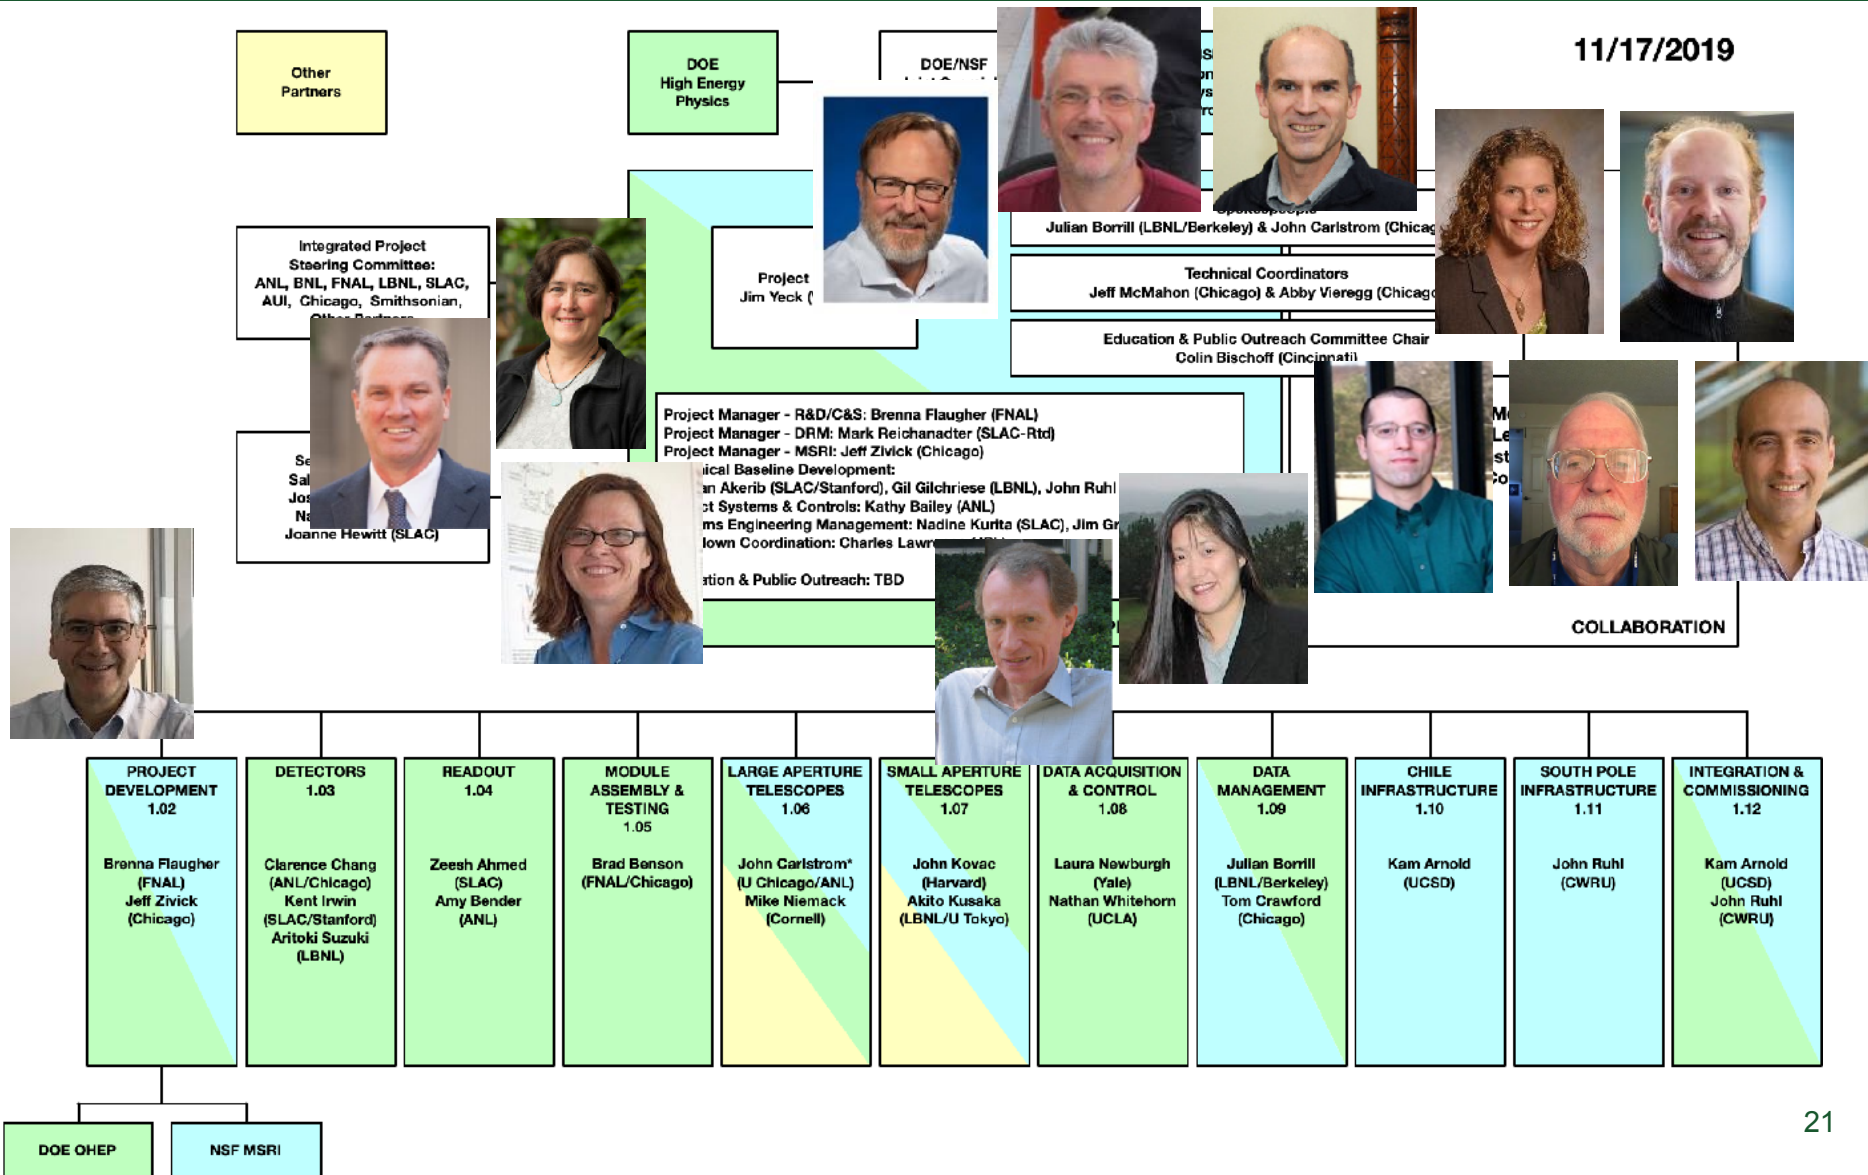 11/17/2019
Other
Partners
DOE
High Energy
Physics
DOE/NSF
Integrated Project
Steering Committee:
ANL, BNL, FNAL, LBNL, SLAC,
AUI, Chicago, Smithsonian,
Other Partners
Project
Jim Yeck
Spokespeople
Julian Borrill (LBNL/Berkeley) & John Carlstrom
Technical Coordinators
Jeff McMahon (Chicago) & Abby Vieregg
Education & Public Outreach Committee Chair
Colin Bischoff (Cincinnati)
Joanne Hewitt (SLAC)
Project Manager - R&D/C&S: Brenna Flaugher (FNAL)
Project Manager - DRM: Mark Reichanadter (SLAC-Rtd)
Project Manager - MSRI: Jeff Zivick (Chicago)
Baseline Development:
Akerib (SLAC/Stanford), Gil Gilchriese (LBNL), John Ruhl
Systems & Controls: Kathy Bailey (ANL)
Engineering Management: Nadine Kurita (SLAC), Jim
Coordination: Charles
& Public Outreach: TBD
COLLABORATION
PROJECT
DEVELOPMENT
1.02
Brenna Flaugher
(FNAL)
Jeff Zivick
(Chicago)
DETECTORS
1.03
Clarence Chang
(ANL/Chicago)
Kent Irwin
(SLAC/Stanford)
Aritoki Suzuki
(LBNL)
READOUT
1.04
Zeesh Ahmed
(SLAC)
Amy Bender
(ANL)
MODULE
ASSEMBLY &
TESTING
1.05
Brad Benson
(FNAL/Chicago)
LARGE APERTURE
TELESCOPES
1.06
John Carlstrom*
(U Chicago/ANL)
Mike Niemack
(Cornell)
SMALL APERTURE
TELESCOPES
1.07
John Kovac
(Harvard)
Akito Kusaka
(LBNL/U Tokyo)
DATA ACQUISITION
& CONTROL
1.08
Laura Newburgh
(Yale)
Nathan Whitehorn
(UCLA)
DATA
MANAGEMENT
1.09
Julian Borrill
(LBNL/Berkeley)
Tom Crawford
(Chicago)
CHILE
INFRASTRUCTURE
1.10
Kam Arnold
(UCSD)
SOUTH POLE
INFRASTRUCTURE
1.11
John Ruhl
(CWRU)
INTEGRATION &
COMMISSIONING
1.12
Kam Arnold
(UCSD)
John Ruhl
(CWRU)
DOE OHEP
NSF MSRI
21